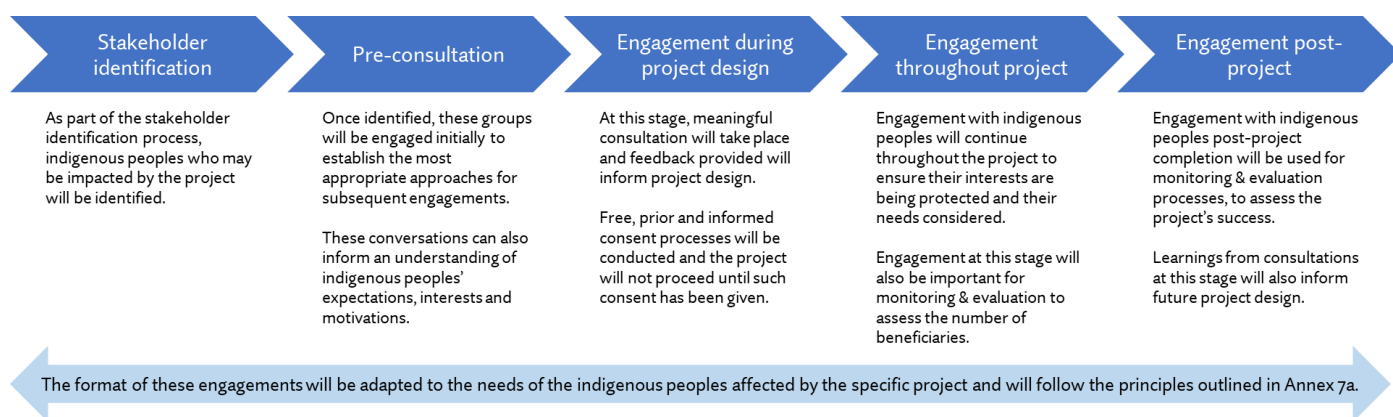 Stakeholder
identification
As part of the stakeholder
identification process,
indigenous peoples who may
be impacted by the project
will be identified.
Pre-consultation
Once identified, these groups
will be engaged initially to
establish the most
appropriate approaches for
subsequent engagements.
These conversations can also
inform an understanding of
indigenous peoples'
expectations, interests and
motivations.
Engagement during
project design
At this stage, meaningful
consultation will take place
and feedback provided will
inform project design.
Free, prior and informed
consent processes will be
conducted and the project
will not proceed until such
consent has been given.
Engagement
throughout project
Engagement with indigenous
peoples will continue
throughout the project to
ensure their interests are
being protected and their
needs considered.
Engagement at this stage will
also be important for
monitoring & evaluation to
assess the number of
beneficiaries.
Engagement post-
project
Engagement with indigenous
peoples post-project
completion will be used for
monitoring & evaluation
processes, to assess the
project's success.
Learnings from consultations
at this stage will also inform
future project design.
The format of these engagements will be adapted to the needs of the indigenous peoples affected by the specific project and will follow the principles outlined in Annex 7a.